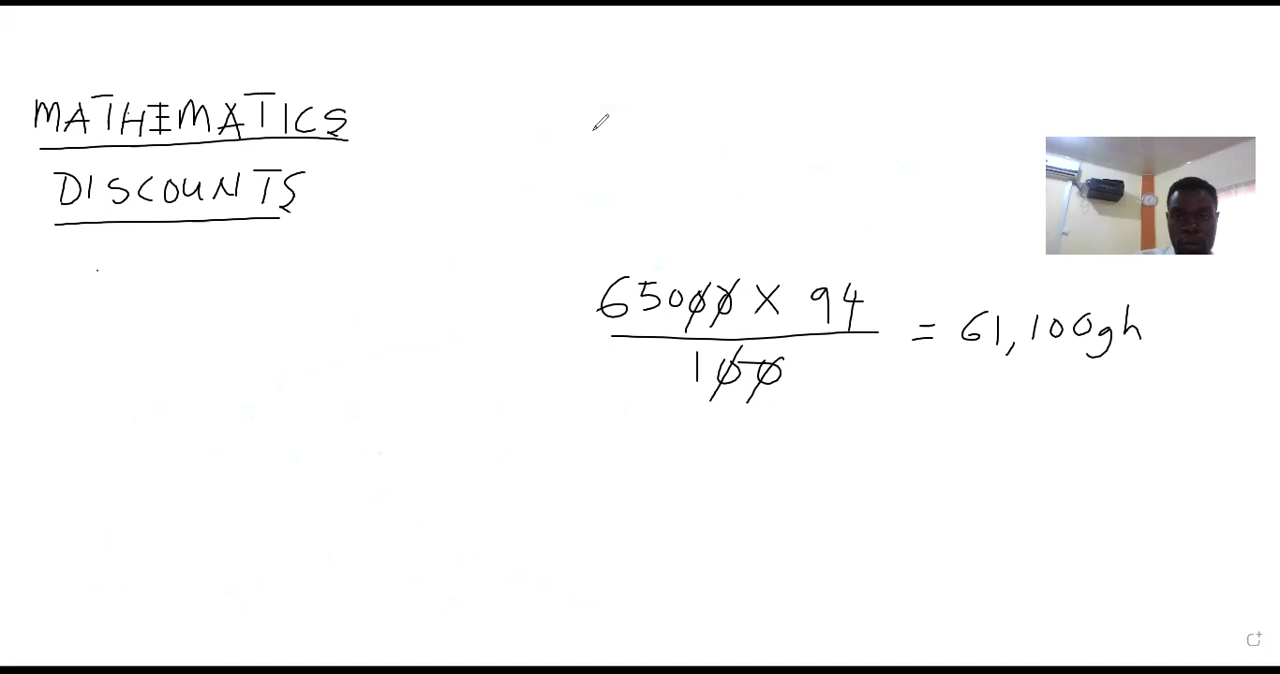 MATHEMATICS
DISCOUNTS
65000 X 94
100
= 61,100gh